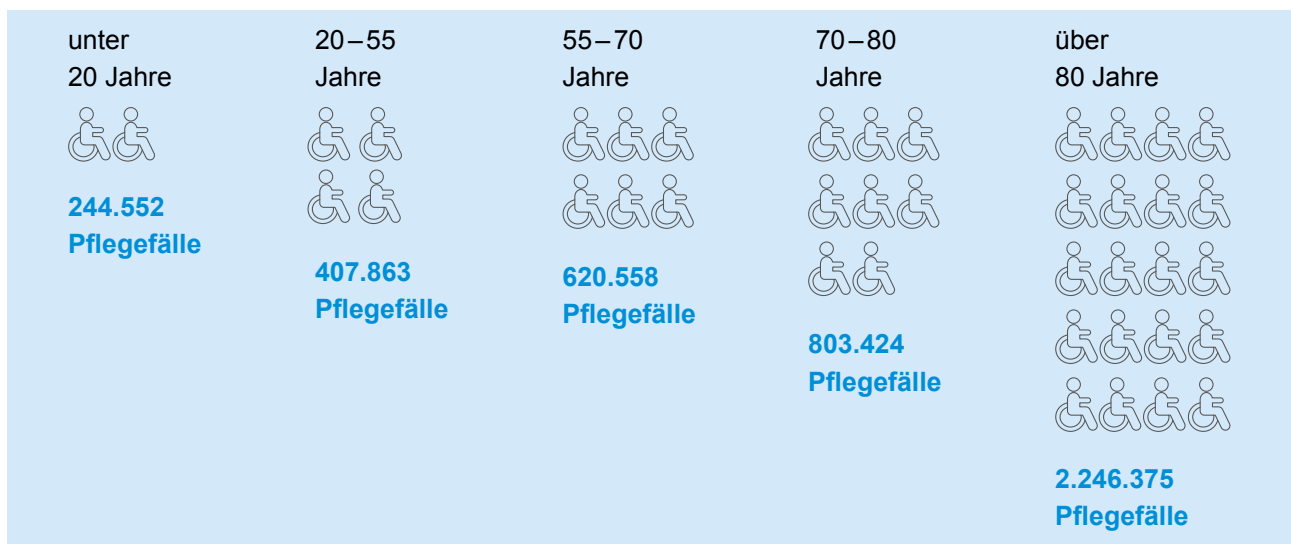 unter
20 Jahre
244.552
Pflegefälle
20–55
Jahre
407.863
Pflegefälle
55–70
Jahre
620.558
Pflegefälle
70–80
Jahre
803.424
Pflegefälle
über
80 Jahre
2.246.375
Pflegefälle